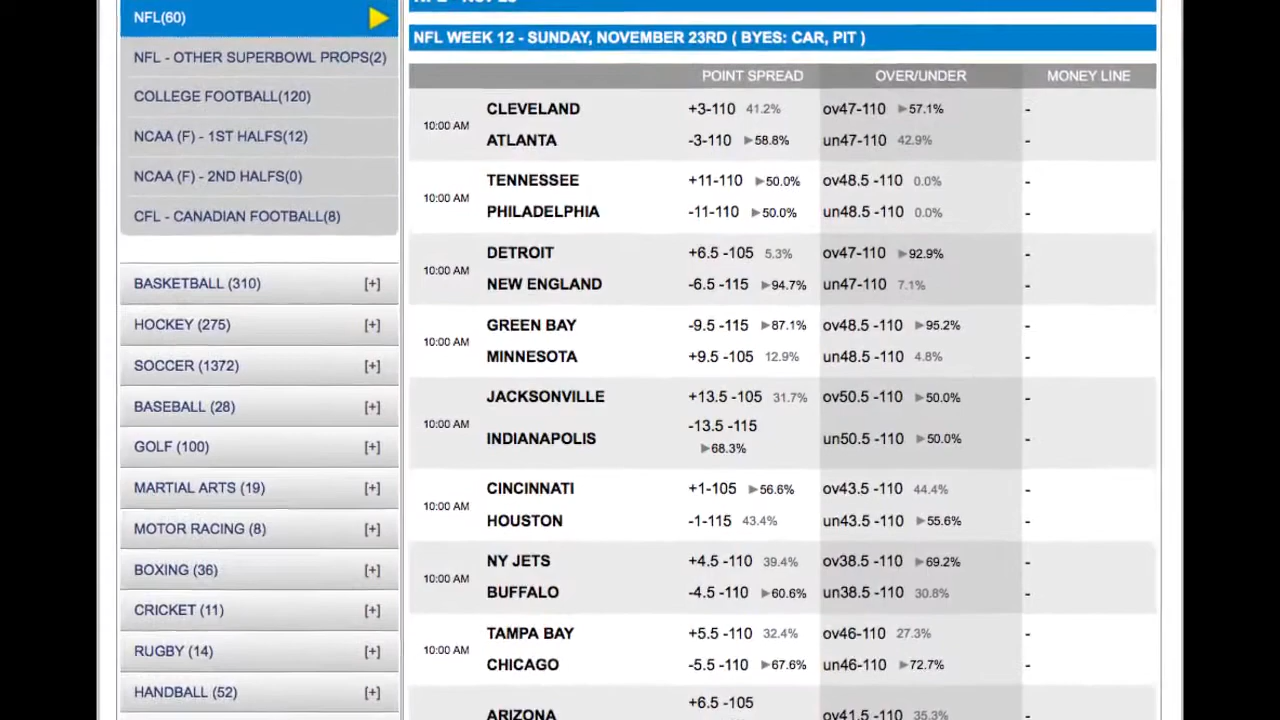 NFL(60)
NFL - OTHER SUPERBOWL PROPS(2)
COLLEGE FOOTBALL(120)
NCAA (F) - 1ST HALFS(12)
NCAA (F) - 2ND HALFS(0)
CFL - CANADIAN FOOTBALL(8)
BASKETBALL (310) [+]
HOCKEY (275) [+]
SOCCER (1372) [+]
BASEBALL (28) [+]
GOLF (100) [+]
MARTIAL ARTS (19) [+]
MOTOR RACING (8) [+]
BOXING (36) [+]
CRICKET (11) [+]
RUGBY (14) [+]
HANDBALL (52) [+]
NFL WEEK 12 - SUNDAY, NOVEMBER 23RD ( BYES: CAR, PIT )
POINT SPREAD OVER/UNDER MONEY LINE
10:00 AM
CLEVELAND +3-110 41.2% ov47-110 ▶57.1% -
ATLANTA -3-110 ▶58.8% un47-110 42.9% -
10:00 AM
TENNESSEE +11-110 ▶50.0% ov48.5 -110 0.0% -
PHILADELPHIA -11-110 ▶50.0% un48.5 -110 0.0% -
10:00 AM
DETROIT +6.5 -105 5.3% ov47-110 ▶92.9% -
NEW ENGLAND -6.5 -115 ▶94.7% un47-110 7.1% -
10:00 AM
GREEN BAY -9.5 -115 ▶87.1% ov48.5 -110 ▶95.2% -
MINNESOTA +9.5 -105 12.9% un48.5 -110 4.8% -
10:00 AM
JACKSONVILLE +13.5 -105 31.7% ov50.5 -110 ▶50.0% -
INDIANAPOLIS -13.5 -115 ▶68.3% un50.5 -110 ▶50.0% -
10:00 AM
CINCINNATI +1-105 ▶56.6% ov43.5 -110 44.4% -
HOUSTON -1-115 43.4% un43.5 -110 ▶55.6% -
10:00 AM
NY JETS +4.5 -110 39.4% ov38.5 -110 ▶69.2% -
BUFFALO -4.5 -110 ▶60.6% un38.5 -110 30.8% -
10:00 AM
TAMPA BAY +5.5 -110 32.4% ov46-110 27.3% -
CHICAGO -5.5 -110 ▶67.6% un46-110 ▶72.7% -
ARIZONA +6.5 -105 ov41.5 -110 35.3% -